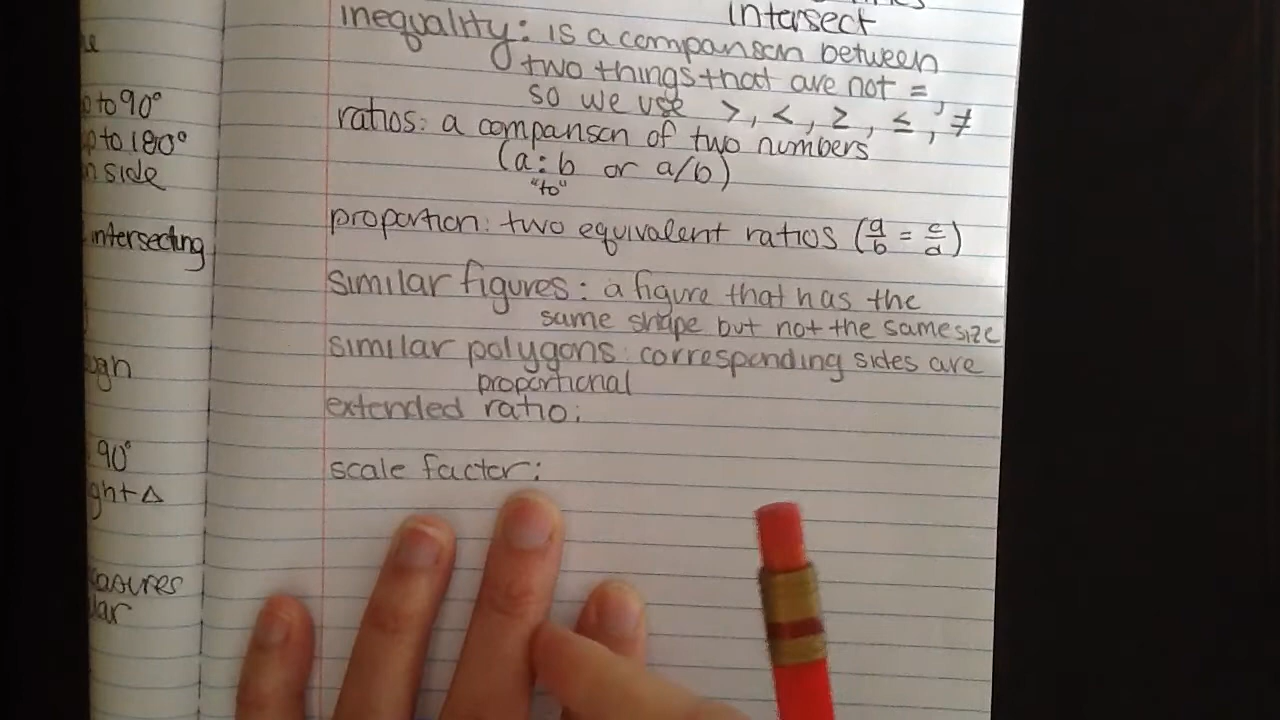 intersect
inequality: is a comparison between
two things that are not =,
so we use >, <, ≥, ≤, ≠
ratios: a comparison of two numbers
(a:b or a/b)
"to"
proportion: two equivalent ratios (a/b = c/d)
similar figures: a figure that has the
same shape but not the same size
similar polygons: corresponding sides are
proportional
extended ratio:
scale factor:
to 90°
to 180°
side
intersecting
90°
Δ